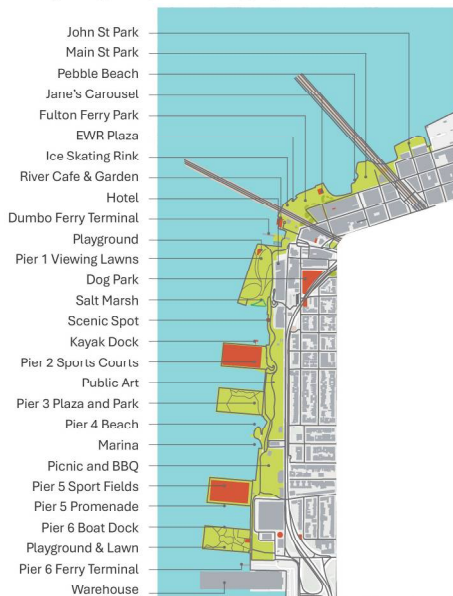 John St Park
Main St Park
Pebble Beach
Jane's Carousel
Fulton Ferry Park
EWR Plaza
Ice Skating Rink
River Cafe & Garden
Hotel
Dumbo Ferry Terminal
Playground
Pier 1 Viewing Lawns
Dog Park
Salt Marsh
Scenic Spot
Kayak Dock
Pier 2 Sports Courts
Public Art
Pier 3 Plaza and Park
Pier 4 Beach
Marina
Picnic and BBQ
Pier 5 Sport Fields
Pier 5 Promenade
Pier 6 Boat Dock
Playground & Lawn
Pier 6 Ferry Terminal
Warehouse